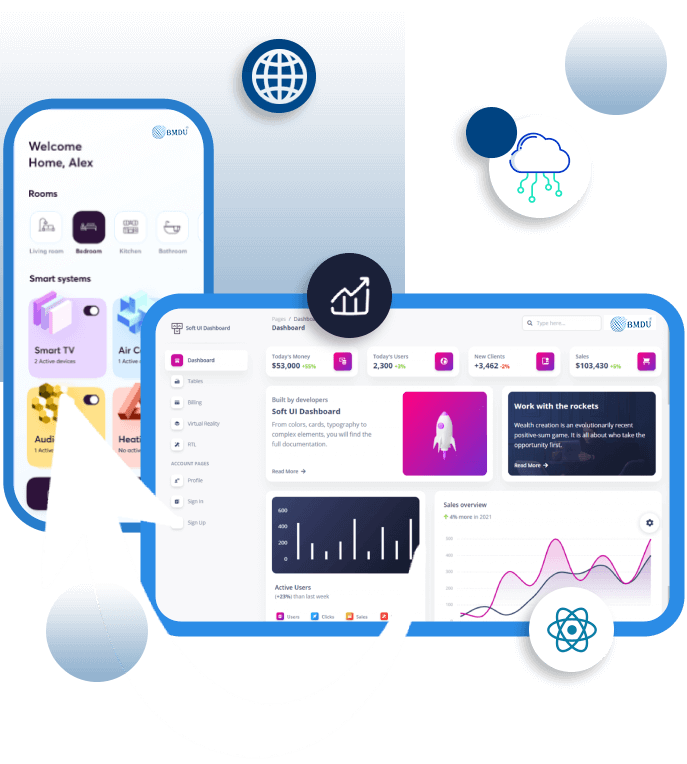 BMDU
Welcome
Home, Alex
Rooms
Living room
Bedroom
Kitchen
Bathroom
Smart systems
Smart TV
2 Active devices
Air C
1 Active
Audi
1 Active
Heati
No active
Soft UI Dashboard
Pages / Dashbo
Dashboard
Type here...
BMDU
Dashboard
Tables
Billing
Virtual Reality
RTL
ACCOUNT PAGES
Profile
Sign In
Sign Up
Today's Money
$53,000 +55%
Today's Users
2,300 +3%
New Clients
+3,462 -2%
Sales
$103,430 +5%
Built by developers
Soft UI Dashboard
From colors, cards, typography to
complex elements, you will find the
full documentation.
Read More
Work with the rockets
Wealth creation is an evolutionarily recent
positive-sum game. It is all about who take the
opportunity first.
Read More
600
400
200
0
Active Users
(+23%) than last week
Users
Clicks
Sales
Sales overview
4% more in 2021
500
400
300
200
100